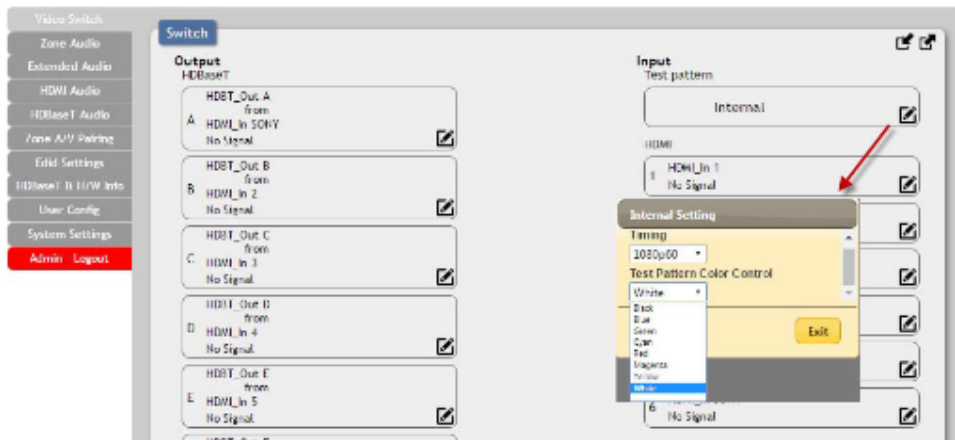 Video Switch
Zone Audio
Extended Audio
HDMI Audio
HDBaseT Audio
Zone A/V Pairing
Edid Settings
HDBaseT & H/W Info
User Config
System Settings
Admin Logout
Switch
Output
HDBaseT
HDBT_Out A
from
A HDMI_In SONY
No Signal
HDBT_Out B
from
B HDMI_In 2
No Signal
HDBT_Out C
from
C HDMI_In 3
No Signal
HDBT_Out D
from
D HDMI_In 4
No Signal
HDBT_Out E
from
E HDMI_In 5
No Signal
Input
Test pattern
Internal
HDMI
HDMI_In 1
1
No Signal
Internal Setting
Timing
1080p60
Test Pattern Color Control
White
Black
Blue
Green
Cyan
Red
Magenta
Yellow
White
Exit
6
No Signal